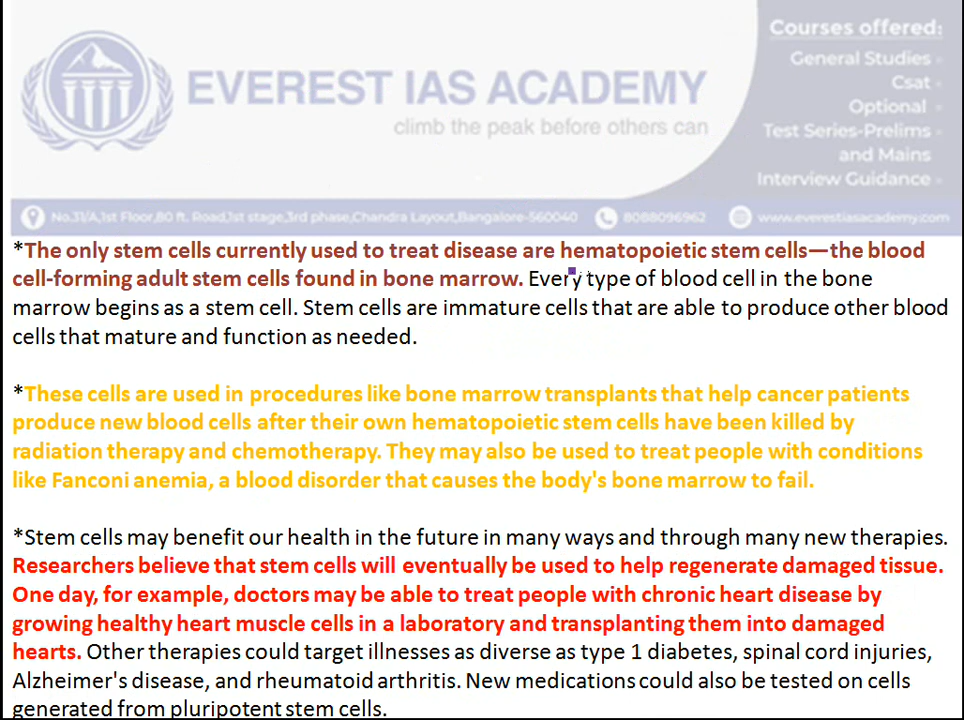 Courses offered:
General Studies
Csat
Optional
Test Series-Prelims
and Mains
Interview Guidance
EVEREST IAS ACADEMY
climb the peak before others can
No.31/A,1st Floor,80 ft. Road,1st stage,3rd phase,Chandra Layout,Bangalore-560040
8088096962
www.everestiasacademy.com
*The only stem cells currently used to treat disease are hematopoietic stem cells—the blood
cell-forming adult stem cells found in bone marrow. Every type of blood cell in the bone
marrow begins as a stem cell. Stem cells are immature cells that are able to produce other blood
cells that mature and function as needed.
*These cells are used in procedures like bone marrow transplants that help cancer patients
produce new blood cells after their own hematopoietic stem cells have been killed by
radiation therapy and chemotherapy. They may also be used to treat people with conditions
like Fanconi anemia, a blood disorder that causes the body's bone marrow to fail.
*Stem cells may benefit our health in the future in many ways and through many new therapies.
Researchers believe that stem cells will eventually be used to help regenerate damaged tissue.
One day, for example, doctors may be able to treat people with chronic heart disease by
growing healthy heart muscle cells in a laboratory and transplanting them into damaged
hearts. Other therapies could target illnesses as diverse as type 1 diabetes, spinal cord injuries,
Alzheimer's disease, and rheumatoid arthritis. New medications could also be tested on cells
generated from pluripotent stem cells.